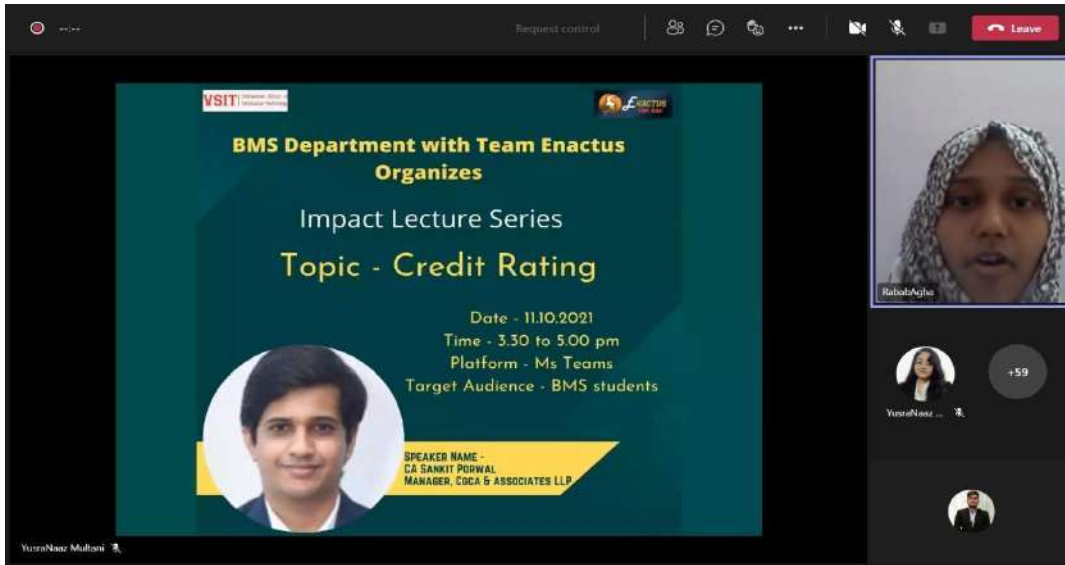 --:--
Request control
Leave
VSIT
ENACTUS
BMS Department with Team Enactus
Organizes
Impact Lecture Series
Topic - Credit Rating
Date - 11.10.2021
Time - 3.30 to 5.00 pm
Platform - Ms Teams
Target Audience - BMS students
SPEAKER NAME -
CA SANKIT PORWAL
MANAGER, CGCA & ASSOCIATES LLP
YusraNaaz Multani
RababAgha
YusraNaaz ...
+59